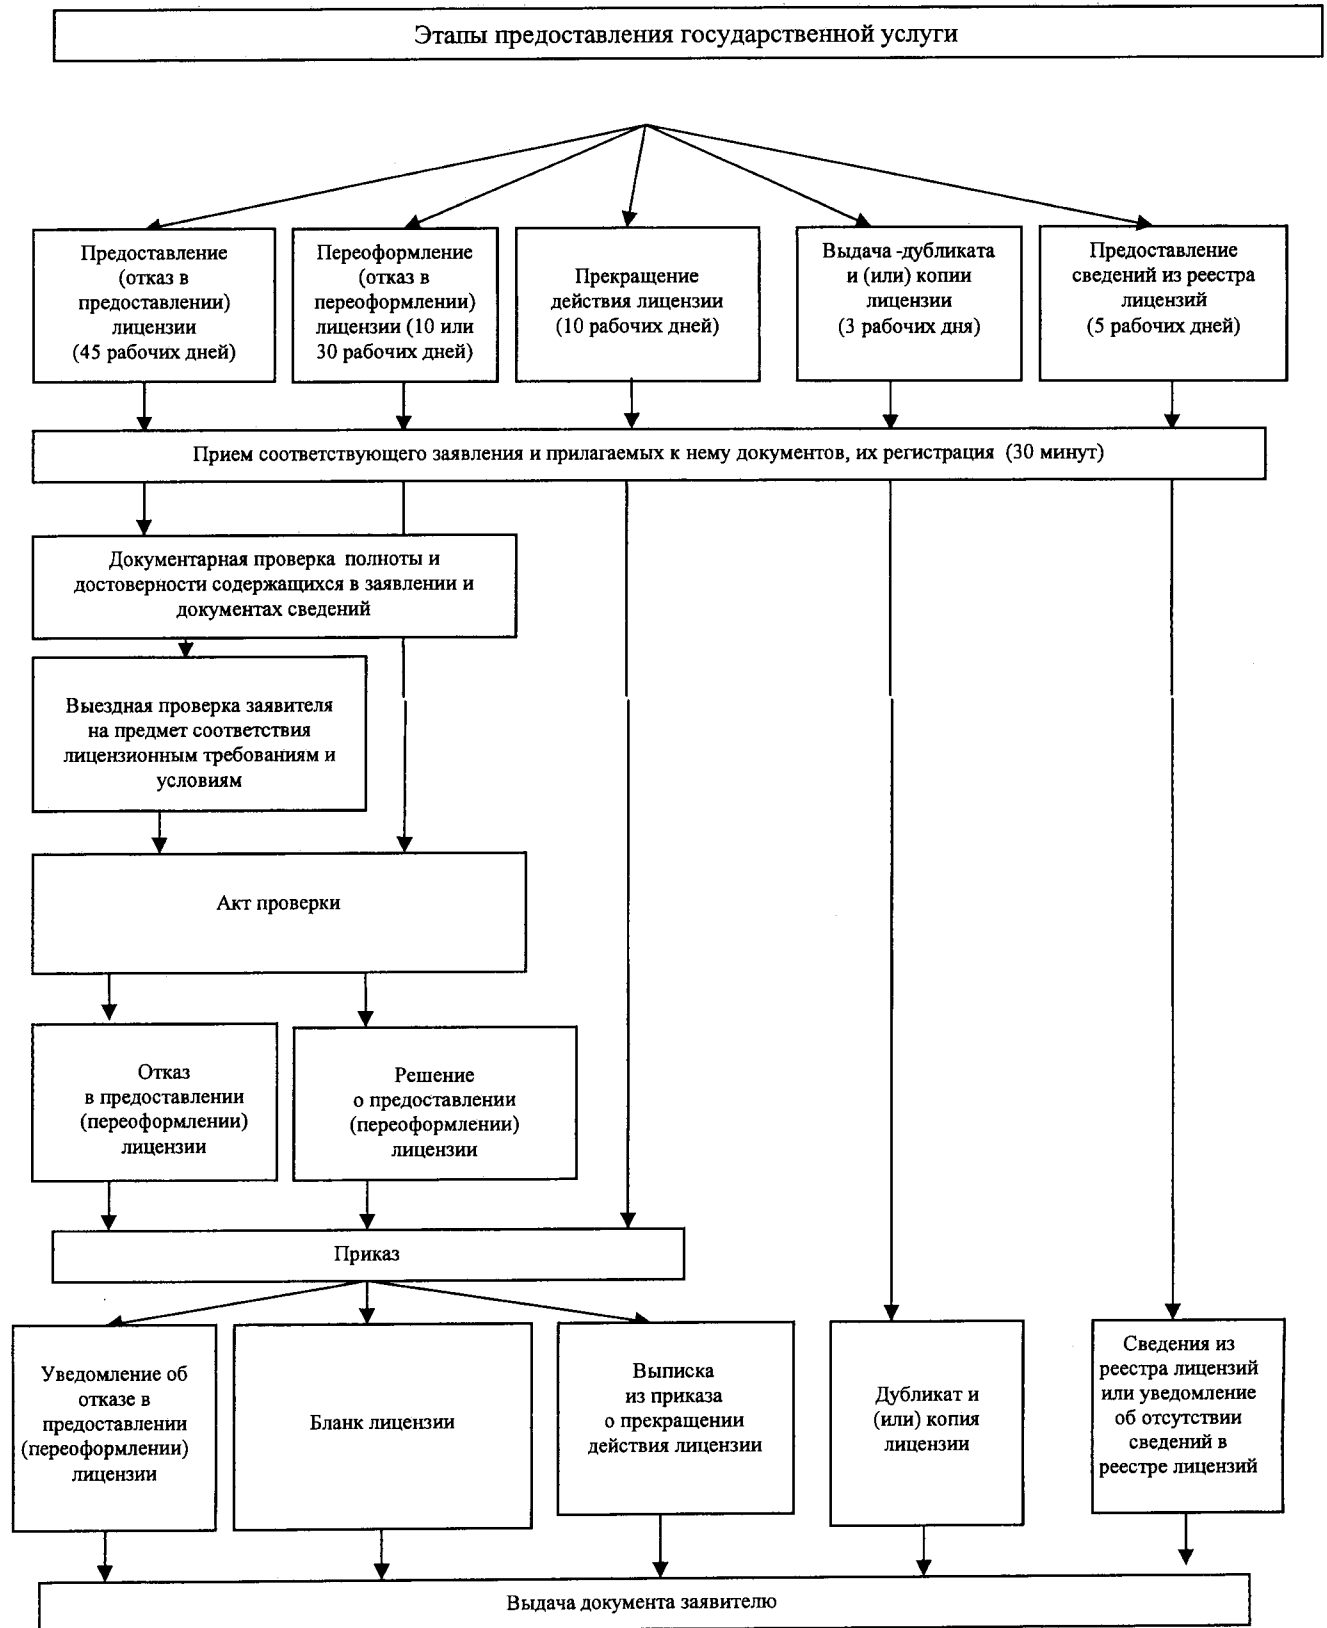 Этапы предоставления государственной услуги
Предоставление
(отказ в
предоставлении)
лицензии
(45 рабочих дней)
Переоформление
(отказ в
переоформлении)
лицензии (10 или
30 рабочих дней)
Прекращение
действия лицензии
(10 рабочих дней)
Выдача -дубликата
и (или) копии
лицензии
(3 рабочих дня)
Предоставление
сведений из реестра
лицензий
(5 рабочих дней)
Прием соответствующего заявления и прилагаемых к нему документов, их регистрация (30 минут)
Документарная проверка полноты и
достоверности содержащихся в заявлении и
документах сведений
Выездная проверка заявителя
на предмет соответствия
лицензионным требованиям и
условиям
Акт проверки
Отказ
в предоставлении
(переоформлении)
лицензии
Решение
о предоставлении
(переоформлении)
лицензии
Приказ
Уведомление об
отказе в
предоставлении
(переоформлении)
лицензии
Бланк лицензии
Выписка
из приказа
о прекращении
действия лицензии
Дубликат и
(или) копия
лицензии
Сведения из
реестра лицензий
или уведомление
об отсутствии
сведений в
реестре лицензий
Выдача документа заявителю